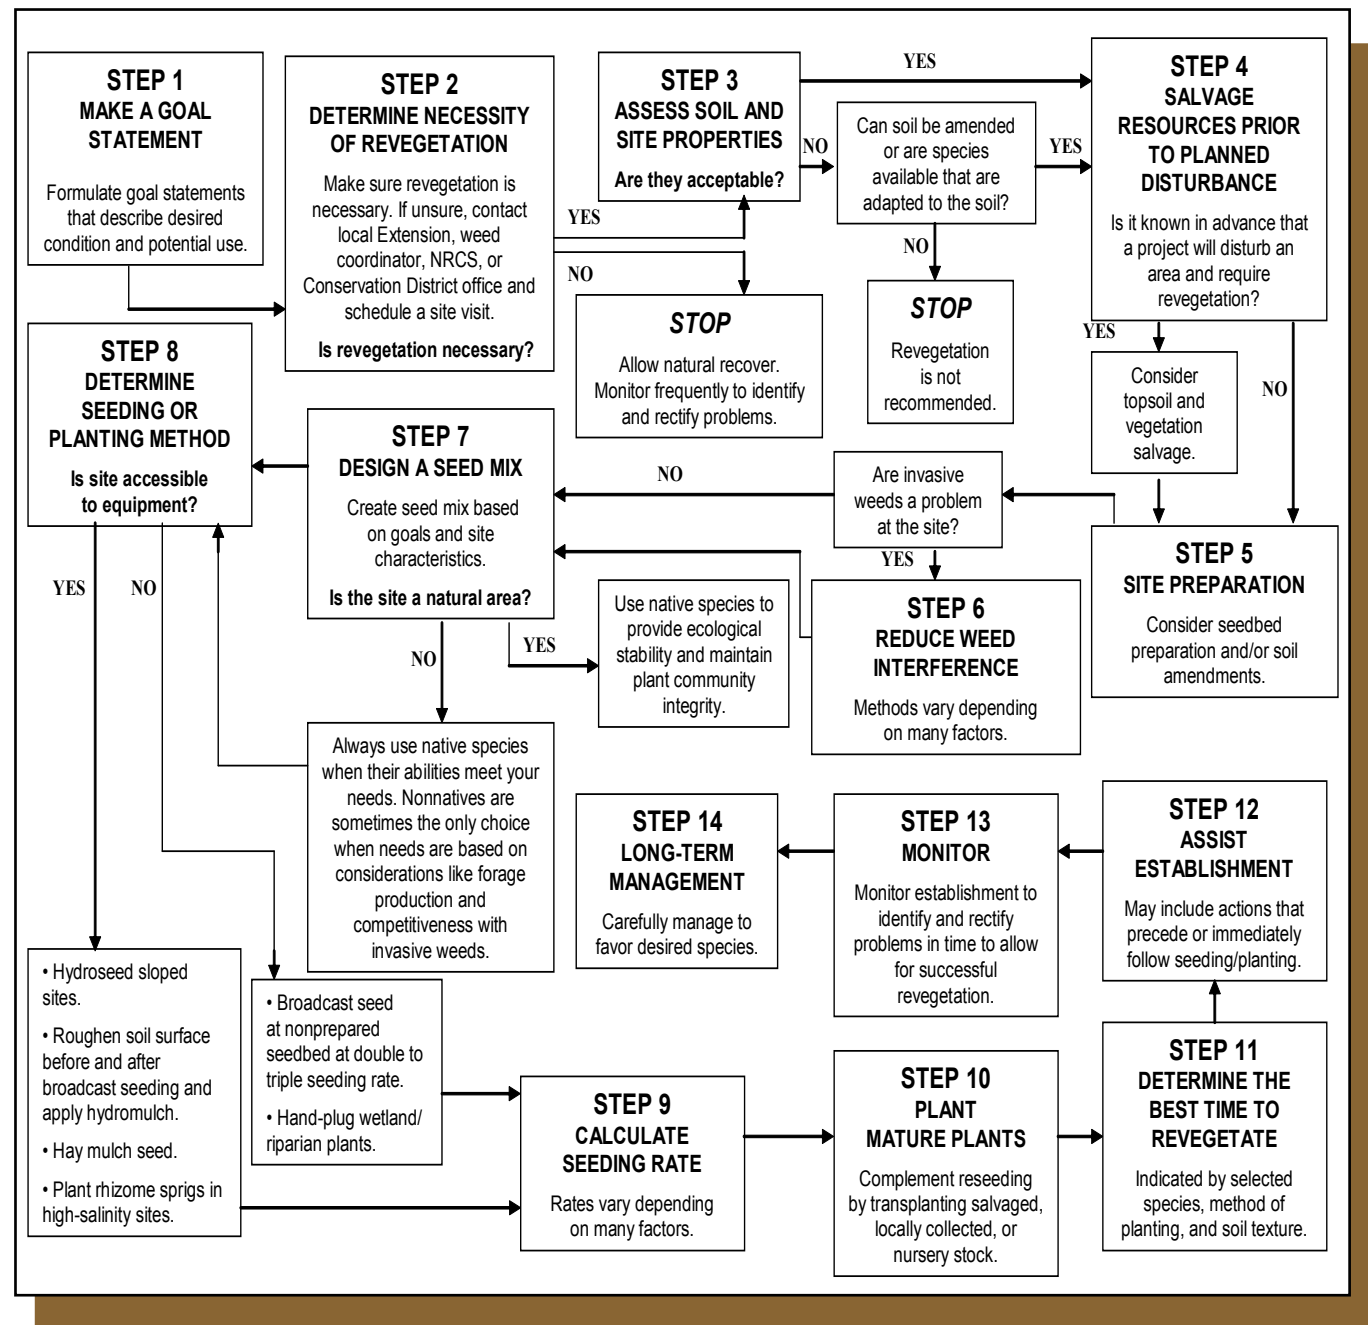 STEP 1
MAKE A GOAL
STATEMENT
Formulate goal statements
that describe desired
condition and potential use.
STEP 2
DETERMINE NECESSITY
OF REVEGETATION
Make sure revegetation is
necessary. If unsure, contact
local Extension, weed
coordinator, NRCS, or
Conservation District office and
schedule a site visit.
Is revegetation necessary?
YES
NO
STOP
Allow natural recover.
Monitor frequently to identify
and rectify problems.
STEP 3
ASSESS SOIL AND
SITE PROPERTIES
Are they acceptable?
YES
NO
Can soil be amended
or are species
available that are
adapted to the soil?
YES
NO
STOP
Revegetation
is not
recommended.
STEP 4
SALVAGE
RESOURCES PRIOR
TO PLANNED
DISTURBANCE
Is it known in advance that
a project will disturb an
area and require
revegetation?
YES
NO
Consider
topsoil and
vegetation
salvage.
STEP 5
SITE PREPARATION
Consider seedbed
preparation and/or soil
amendments.
Are invasive
weeds a problem
at the site?
NO
YES
STEP 6
REDUCE WEED
INTERFERENCE
Methods vary depending
on many factors.
STEP 7
DESIGN A SEED MIX
Create seed mix based
on goals and site
characteristics.
Is the site a natural area?
YES
NO
Use native species to
provide ecological
stability and maintain
plant community
integrity.
Always use native species
when their abilities meet your
needs. Nonnatives are
sometimes the only choice
when needs are based on
considerations like forage
production and
competitiveness with
invasive weeds.
STEP 8
DETERMINE
SEEDING OR
PLANTING METHOD
Is site accessible
to equipment?
YES
NO
• Hydroseed sloped
sites.
• Roughen soil surface
before and after
broadcast seeding and
apply hydromulch.
• Hay mulch seed.
• Plant rhizome sprigs in
high-salinity sites.
• Broadcast seed
at nonprepared
seedbed at double to
triple seeding rate.
• Hand-plug wetland/
riparian plants.
STEP 9
CALCULATE
SEEDING RATE
Rates vary depending
on many factors.
STEP 10
PLANT
MATURE PLANTS
Complement reseeding
by transplanting salvaged,
locally collected, or
nursery stock.
STEP 11
DETERMINE THE
BEST TIME TO
REVEGETATE
Indicated by selected
species, method of
planting, and soil texture.
STEP 12
ASSIST
ESTABLISHMENT
May include actions that
precede or immediately
follow seeding/planting.
STEP 13
MONITOR
Monitor establishment to
identify and rectify
problems in time to allow
for successful
revegetation.
STEP 14
LONG-TERM
MANAGEMENT
Carefully manage to
favor desired species.